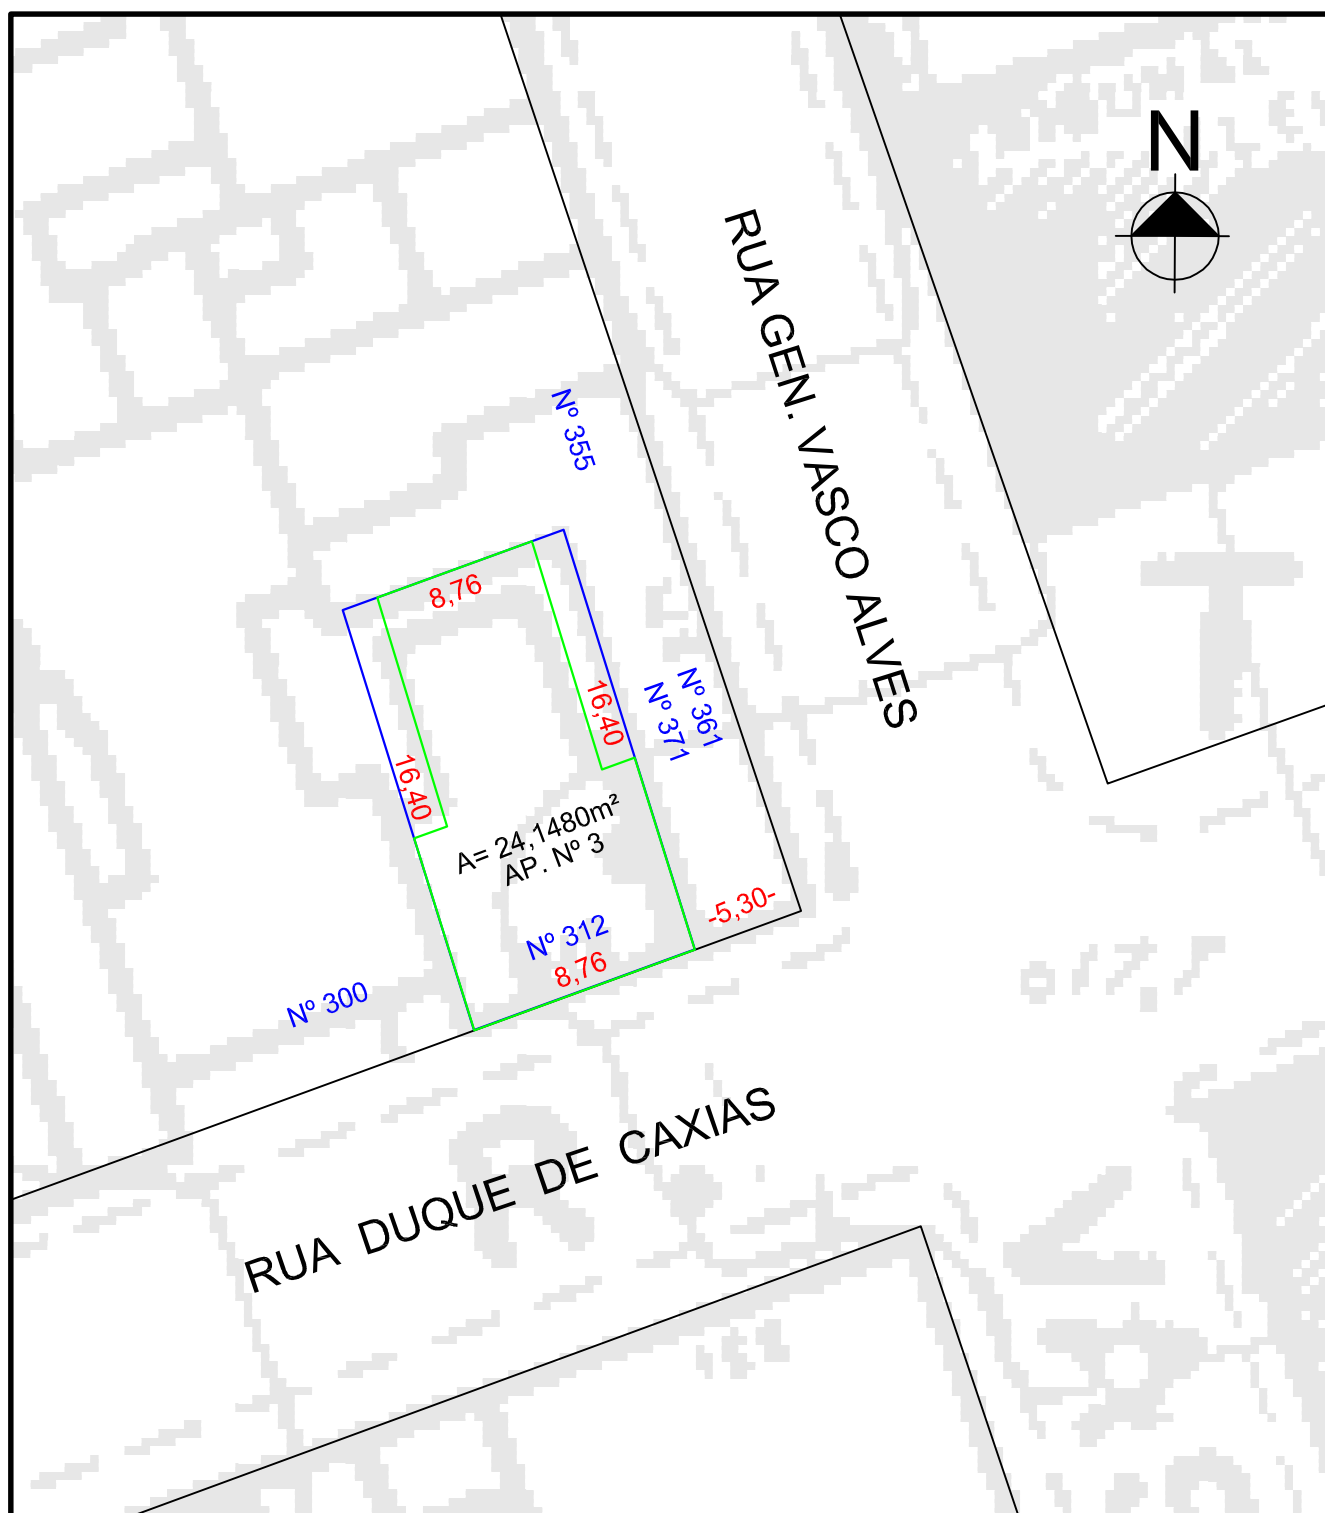 N
RUA GEN. VASCO ALVES
Nº 355
8,76
16,40
Nº 361
Nº 371
16,40
A= 24,1480m²
AP. Nº 3
-5,30-
Nº 312
8,76
Nº 300
RUA DUQUE DE CAXIAS